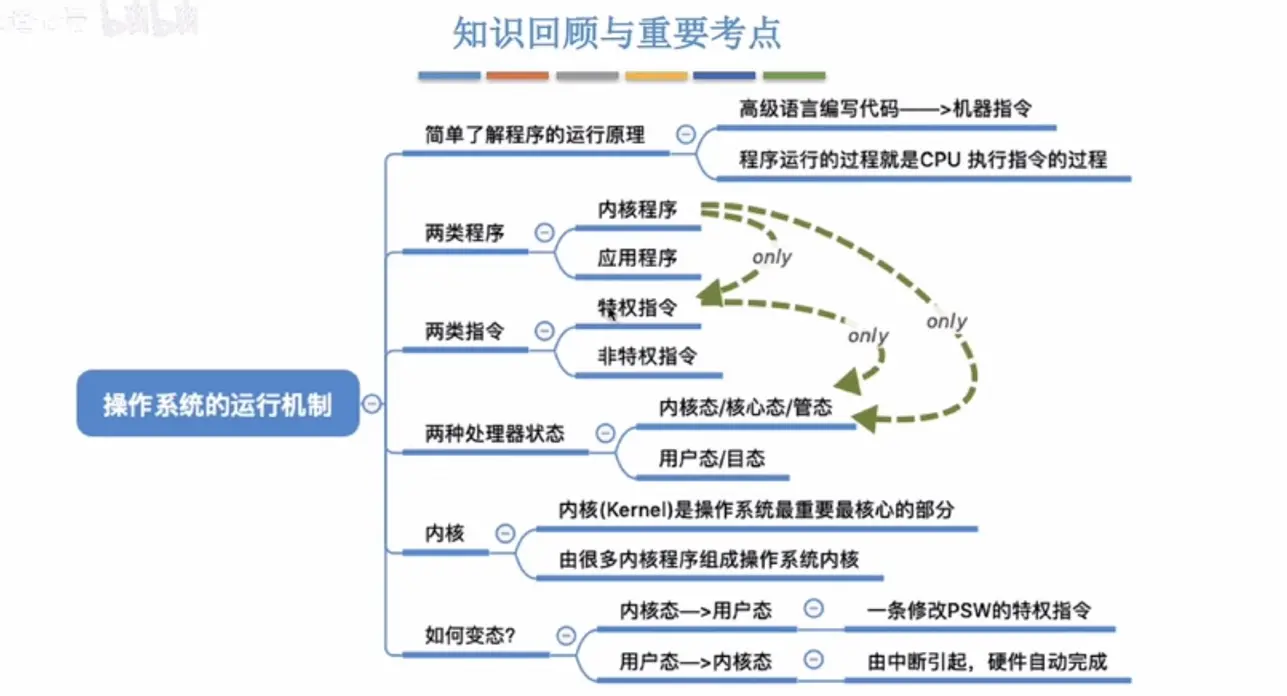 知识回顾与重要考点
高级语言编写代码——>机器指令
简单了解程序的运行原理
程序运行的过程就是CPU 执行指令的过程
内核程序
两类程序
only
应用程序
特权指令
only
only
两类指令
非特权指令
操作系统的运行机制
内核态/核心态/管态
两种处理器状态
用户态/目态
内核(Kernel)是操作系统最重要最核心的部分
内核
由很多内核程序组成操作系统内核
内核态—>用户态
一条修改PSW的特权指令
如何变态?
用户态—>内核态
由中断引起，硬件自动完成